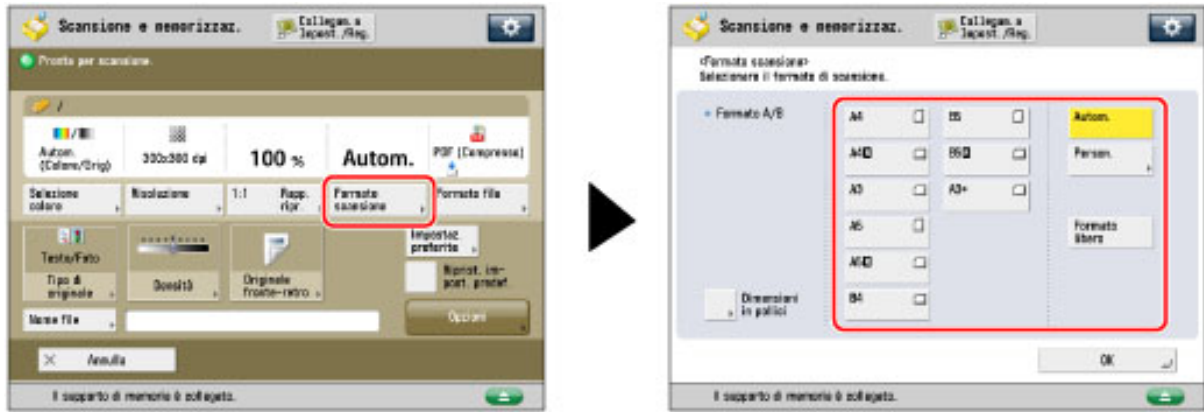 Scansione e memorizzaz.
Collegam. a
Impost./Reg.
Pronto per scansione.
/
Autom.
(Colore/Grig)
300x300 dpi
100 %
Autom.
PDF (Compresso)
Selezione
colore
Risoluzione
1:1
Rapp.
ripr.
Formato
scansione
Formato file
Testo/Foto
Tipo di
originale
Densità
Originale
fronte-retro
Impostaz.
preferite
Riprist. im-
post. predef.
Nome file
Opzioni
Annulla
Il supporto di memoria è collegato.
Scansione e memorizzaz.
Collegam. a
Impost./Reg.
<Formato scansione>
Selezionare il formato di scansione.
Formato A/B
A4
B5
Autom.
A4R
B5R
Person.
A3
A3+
A5
Formato
libero
A5R
B4
Dimensioni
in pollici
OK
Il supporto di memoria è collegato.